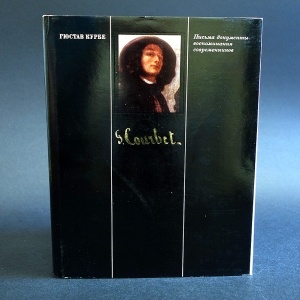 ГЮСТАВ КУРБЕ
Письма документы
воспоминания
современников
G. Courbet.